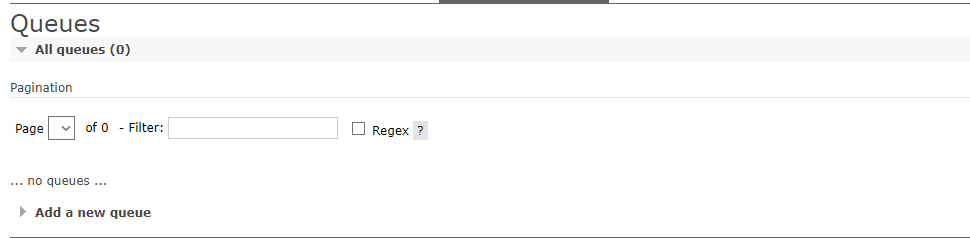 Queues
All queues (0)
Pagination
Page of 0 - Filter: Regex ?
... no queues ...
Add a new queue